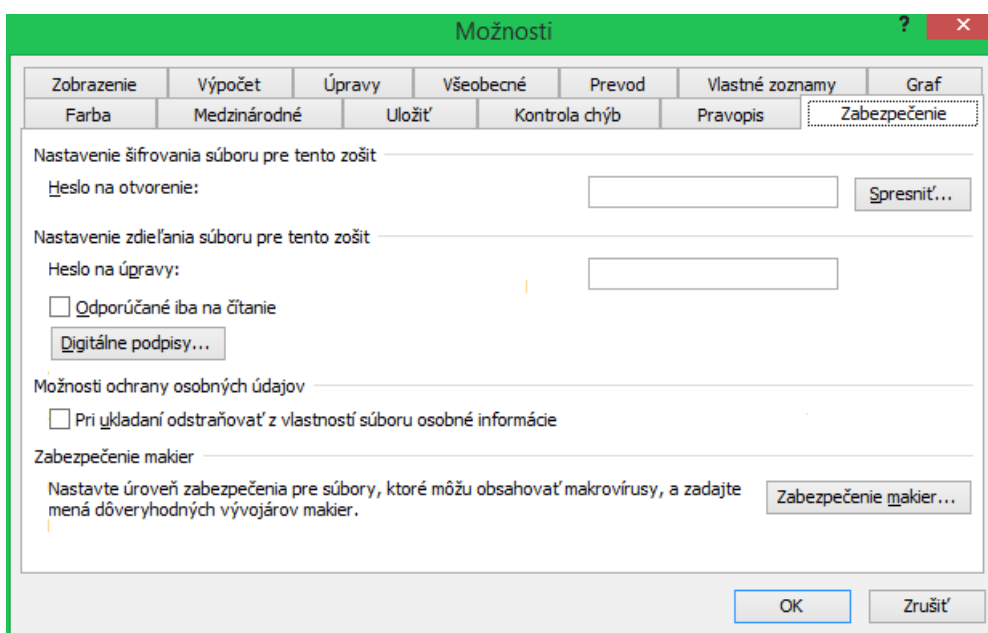 Možnosti
?
Zobrazenie Výpočet Úpravy Všeobecné Prevod Vlastné zoznamy Graf
Farba Medzinárodné Uložiť Kontrola chýb Pravopis Zabezpečenie
Nastavenie šifrovania súboru pre tento zošit
Heslo na otvorenie: Spresniť...
Nastavenie zdieľania súboru pre tento zošit
Heslo na úpravy:
Odporúčané iba na čítanie
Digitálne podpisy...
Možnosti ochrany osobných údajov
Pri ukladaní odstraňovať z vlastností súboru osobné informácie
Zabezpečenie makier
Nastavte úroveň zabezpečenia pre súbory, ktoré môžu obsahovať makrovírusy, a zadajte
mená dôveryhodných vývojárov makier.
Zabezpečenie makier...
OK Zrušiť